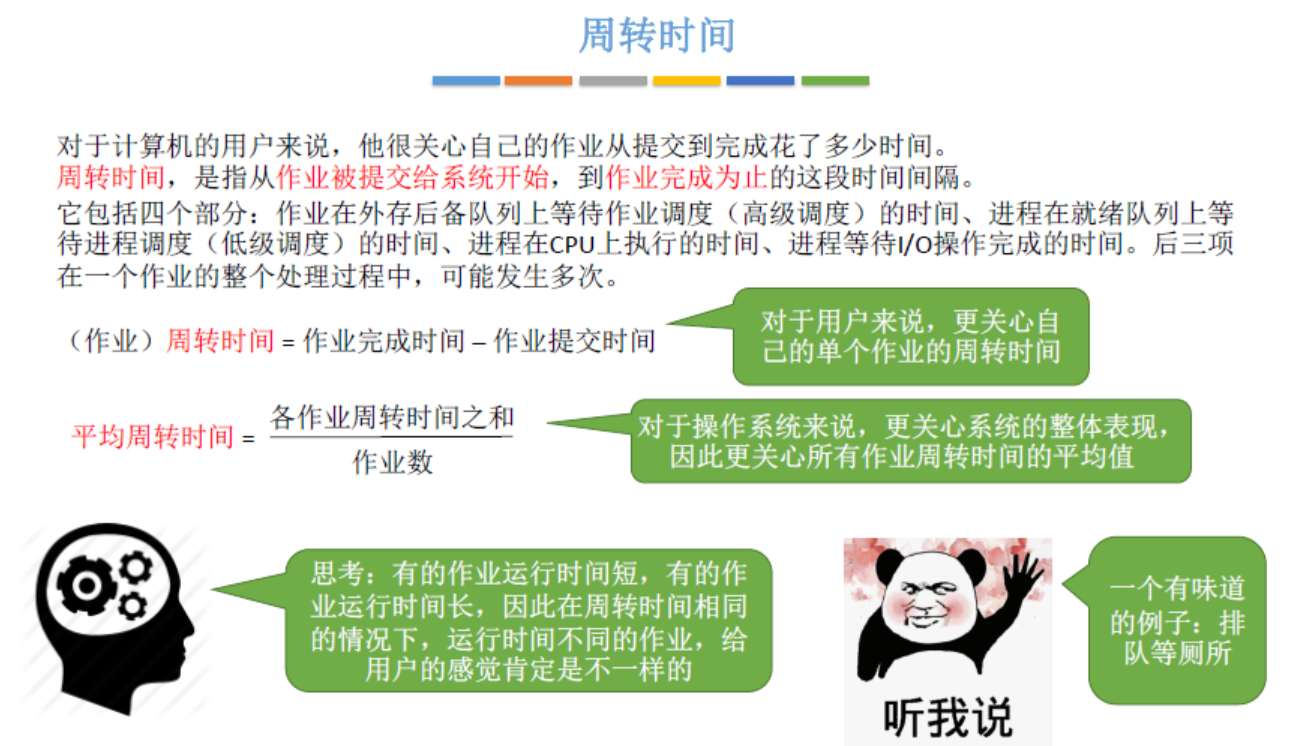 周转时间
对于计算机的用户来说，他很关心自己的作业从提交到完成花了多少时间。
周转时间，是指从作业被提交给系统开始，到作业完成为止的这段时间间隔。
它包括四个部分：作业在外存后备队列上等待作业调度（高级调度）的时间、进程在就绪队列上等
待进程调度（低级调度）的时间、进程在CPU上执行的时间、进程等待I/O操作完成的时间。后三项
在一个作业的整个处理过程中，可能发生多次。
（作业）周转时间 = 作业完成时间 – 作业提交时间
对于用户来说，更关心自
己的单个作业的周转时间
平均周转时间 =
各作业周转时间之和
作业数
对于操作系统来说，更关心系统的整体表现，
因此更关心所有作业周转时间的平均值
思考：有的作业运行时间短，有的作
业运行时间长，因此在周转时间相同
的情况下，运行时间不同的作业，给
用户的感觉肯定是不一样的
听我说
一个有味道
的例子：排
队等厕所